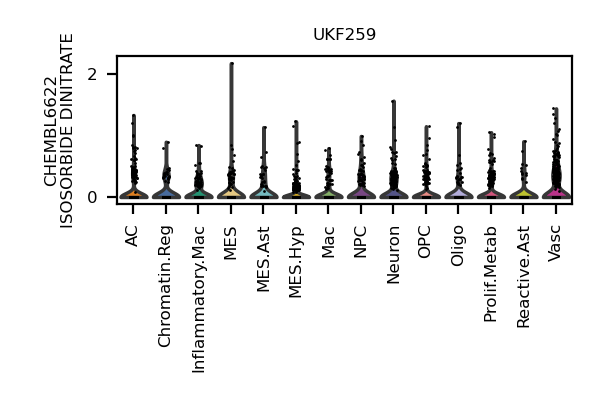 UKF259
CHEMBL6622
ISOSORBIDE DINITRATE
2
0
AC
Chromatin.Reg
Inflammatory.Mac
MES
MES.Ast
MES.Hyp
Mac
NPC
Neuron
OPC
Oligo
Prolif.Metab
Reactive.Ast
Vasc